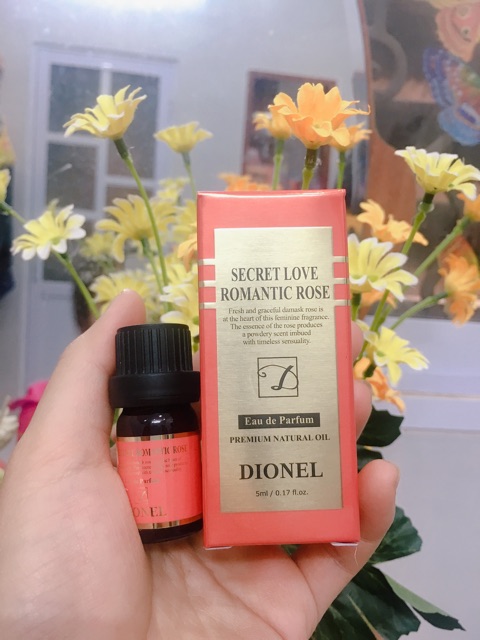 SECRET LOVE
ROMANTIC ROSE
Fresh and graceful damask rose is
at the heart of this feminine fragrance.
The essence of the rose produces
a powdery scent imbued
with timeless sensuality.
D
Eau de Parfum
PREMIUM NATURAL OIL
DIONEL
5ml / 0.17 fl.oz.
ROSE
IONEL